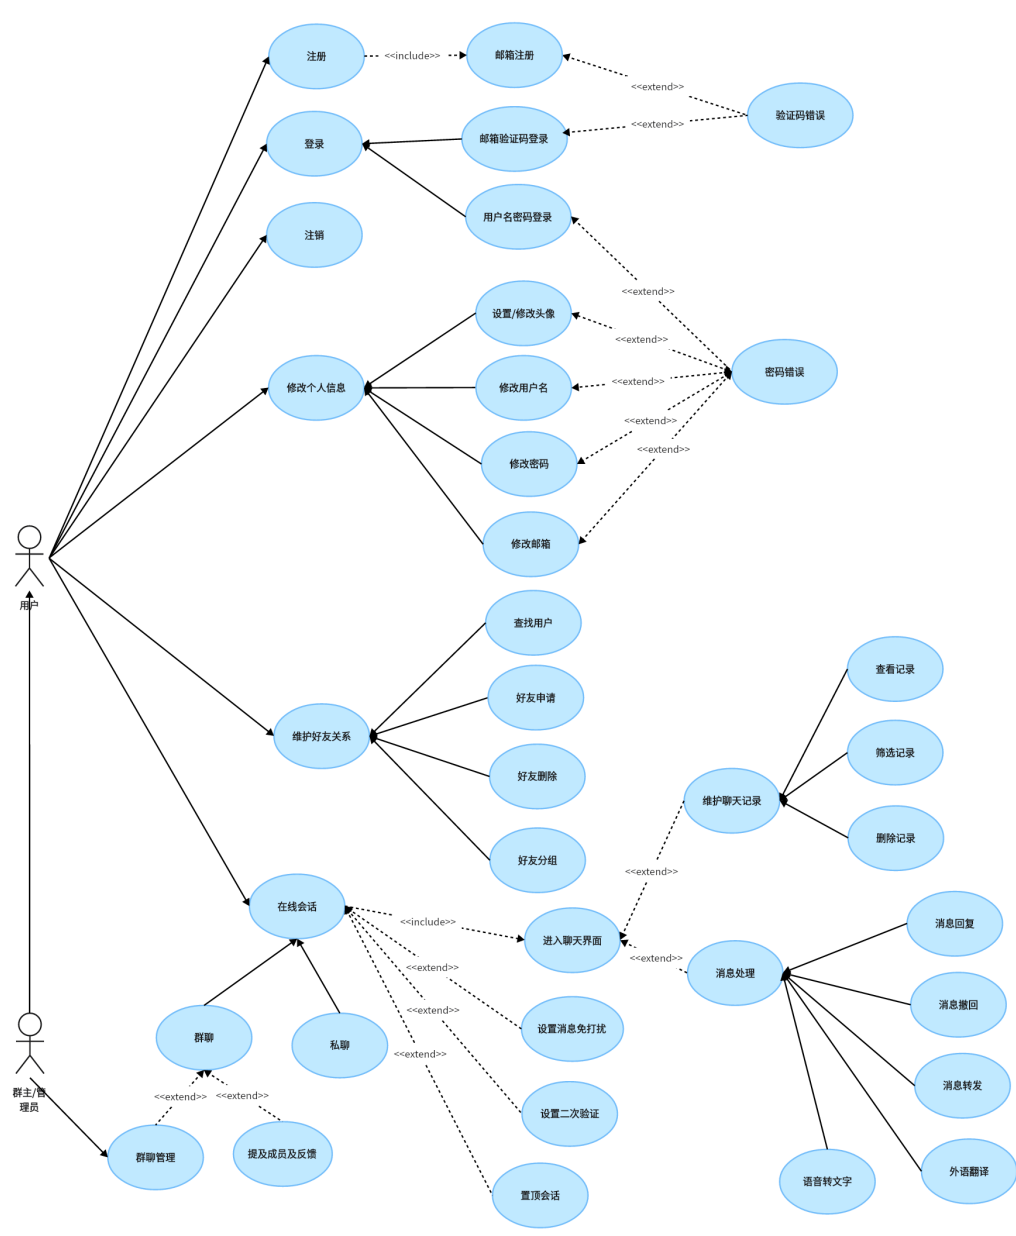 注册
<<include>>
邮箱注册
<<extend>>
验证码错误
<<extend>>
登录
邮箱验证码登录
用户名密码登录
注销
<<extend>>
设置/修改头像
<<extend>>
密码错误
修改个人信息
修改用户名
<<extend>>
<<extend>>
修改密码
<<extend>>
修改邮箱
用户
查找用户
好友申请
维护好友关系
好友删除
好友分组
查看记录
筛选记录
维护聊天记录
删除记录
<<extend>>
在线会话
<<include>>
进入聊天界面
<<extend>>
<<extend>>
消息处理
消息回复
消息撤回
<<extend>>
设置消息免打扰
群聊
私聊
<<extend>>
消息转发
群主/管
理员
<<extend>>
<<extend>>
设置二次验证
群聊管理
提及成员及反馈
外语翻译
语音转文字
置顶会话